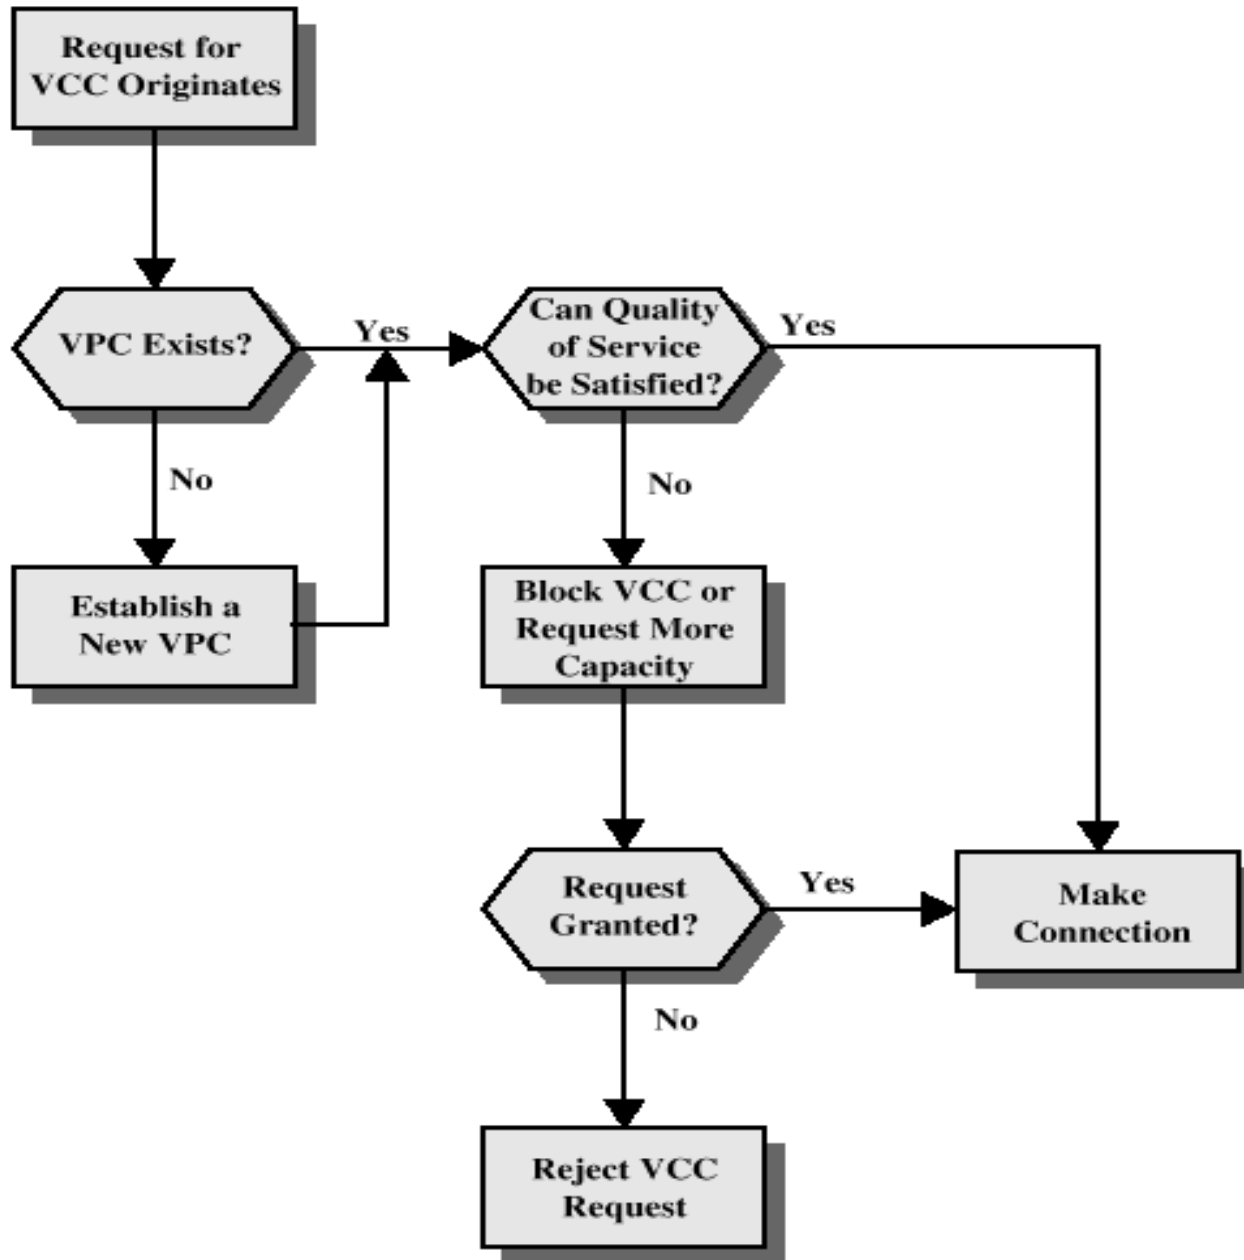 Request for
VCC Originates
VPC Exists?
Yes
Can Quality
of Service
be Satisfied?
Yes
No
No
Establish a
New VPC
Block VCC or
Request More
Capacity
Request
Granted?
Yes
Make
Connection
No
Reject VCC
Request